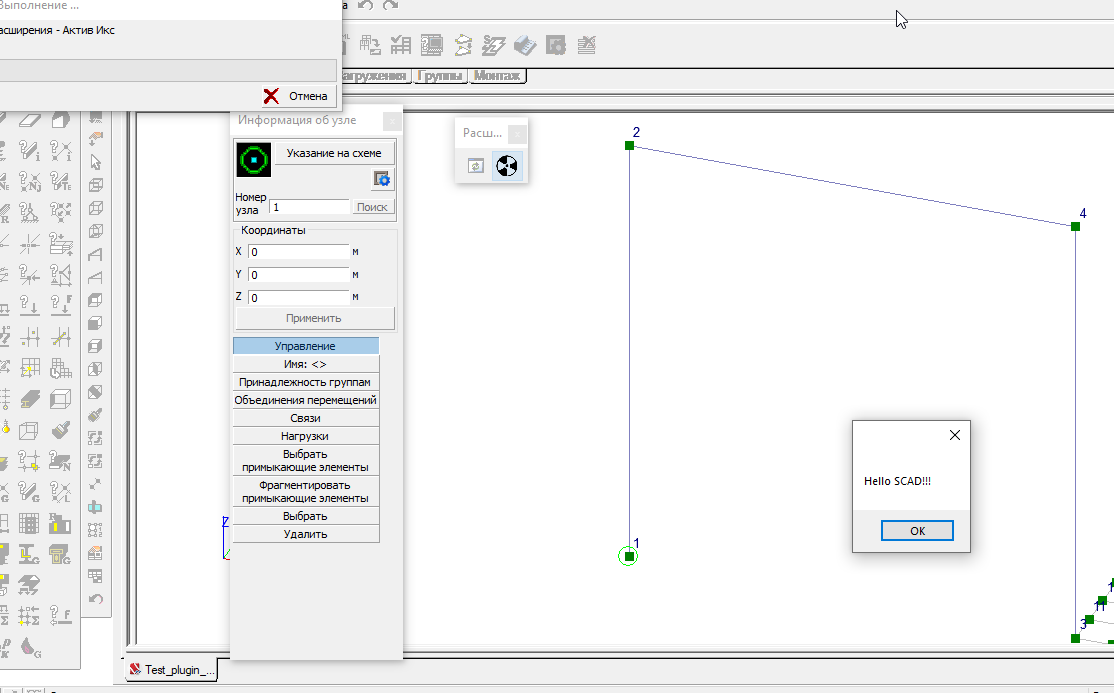 Выполнение ...
асширения - Актив Икс
Отмена
агружения
Группы
Монтаж
Информация об узле
Указание на схеме
Номер
узла
1
Поиск
Координаты
X 0 м
Y 0 м
Z 0 м
Применить
Управление
Имя: <>
Принадлежность группам
Объединения перемещений
Связи
Нагрузки
Выбрать
примыкающие элементы
Фрагментировать
примыкающие элементы
Выбрать
Удалить
Расш...
2
4
1
3
11
Z
Hello SCAD!!!
OK
Test_plugin_...